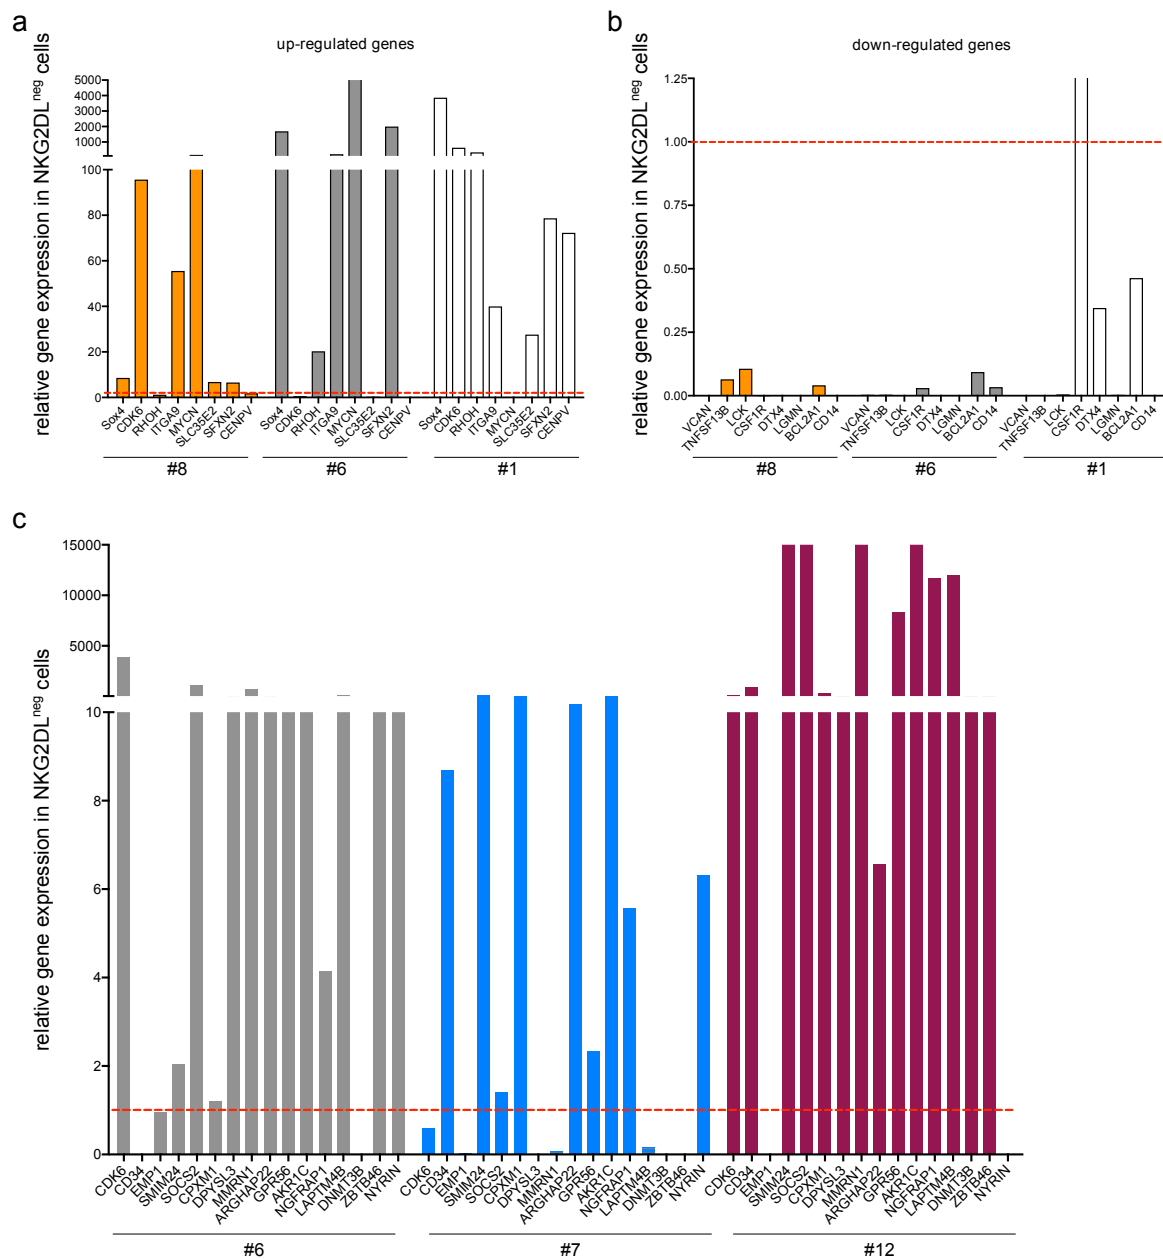 a
up-regulated genes
relative gene expression in NKG2DL^neg cells
5000
4000
3000
2000
1000
100
80
60
40
20
0
Sox4
CDK6
RHOH
ITGA9
MYCN
SLC35E2
SFXN2
CENPV
Sox4
CDK6
RHOH
ITGA9
MYCN
SLC35E2
SFXN2
CENPV
Sox4
CDK6
RHOH
ITGA9
MYCN
SLC35E2
SFXN2
CENPV
#8
#6
#1
b
down-regulated genes
relative gene expression in NKG2DL^neg cells
1.25
1.00
0.75
0.50
0.25
0.00
VCAN
TNFSF13B
LCK
CSF1R
DTX4
LGMN
BCL2A1
CD14
VCAN
TNFSF13B
LCK
CSF1R
DTX4
LGMN
BCL2A1
CD14
VCAN
TNFSF13B
LCK
CSF1R
DTX4
LGMN
BCL2A1
CD14
#8
#6
#1
c
relative gene expression in NKG2DL^neg cells
15000
10000
5000
10
8
6
4
2
0
CDK6
CD34
EMP1
SMIM24
SOCS2
CPXM1
DPYSL3
MMRN1
ARGHAP22
GPR56
AKR1C
NGFRAP1
LAPTM4B
DNMT3B
ZBTB46
NYRIN
CDK6
CD34
EMP1
SMIM24
SOCS2
CPXM1
DPYSL3
MMRN1
ARGHAP22
GPR56
AKR1C
NGFRAP1
LAPTM4B
DNMT3B
ZBTB46
NYRIN
CDK6
CD34
EMP1
SMIM24
SOCS2
CPXM1
DPYSL3
MMRN1
ARGHAP22
GPR56
AKR1C
NGFRAP1
LAPTM4B
DNMT3B
ZBTB46
NYRIN
#6
#7
#12